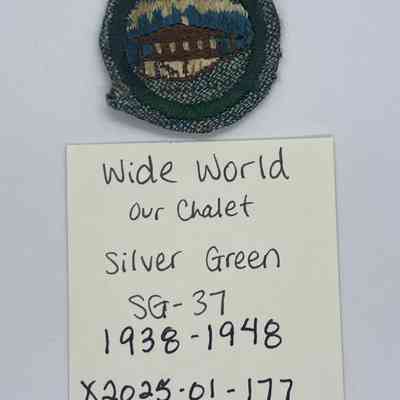 Wide World
Our Chalet
Silver Green
SG-37
1938-1948
X2025-01-177